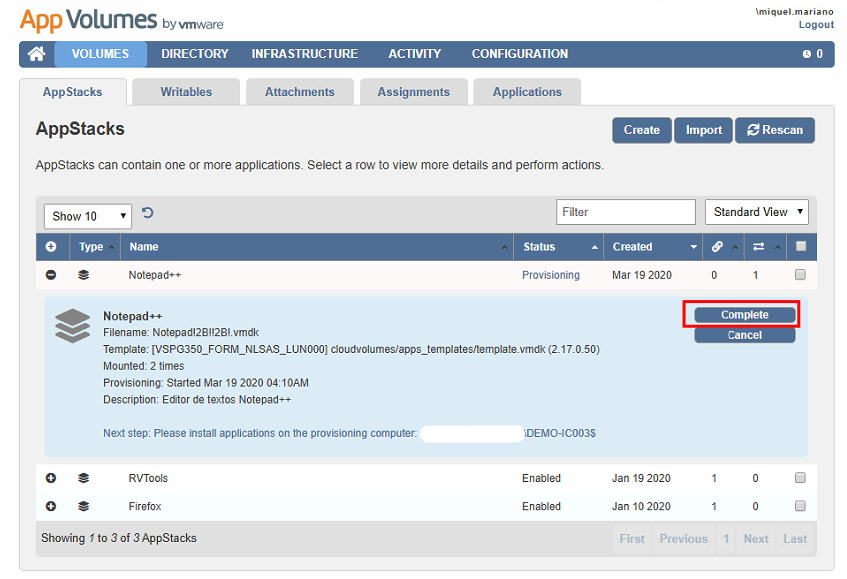 App Volumes by vmware
\miquel.mariano
Logout
VOLUMES DIRECTORY INFRASTRUCTURE ACTIVITY CONFIGURATION 0
AppStacks Writables Attachments Assignments Applications
AppStacks
Create Import Rescan
AppStacks can contain one or more applications. Select a row to view more details and perform actions.
Show 10 Filter Standard View
Type Name Status Created
Notepad++ Provisioning Mar 19 2020 0 1
Notepad++
Complete
Filename: Notepad!2B!!2B!.vmdk
Cancel
Template: [VSPG350_FORM_NLSAS_LUN000] cloudvolumes/apps_templates/template.vmdk (2.17.0.50)
Mounted: 2 times
Provisioning: Started Mar 19 2020 04:10AM
Description: Editor de textos Notepad++
Next step: Please install applications on the provisioning computer: \DEMO-IC003$
RVTools Enabled Jan 19 2020 1 0
Firefox Enabled Jan 10 2020 1 0
Showing 1 to 3 of 3 AppStacks First Previous 1 Next Last